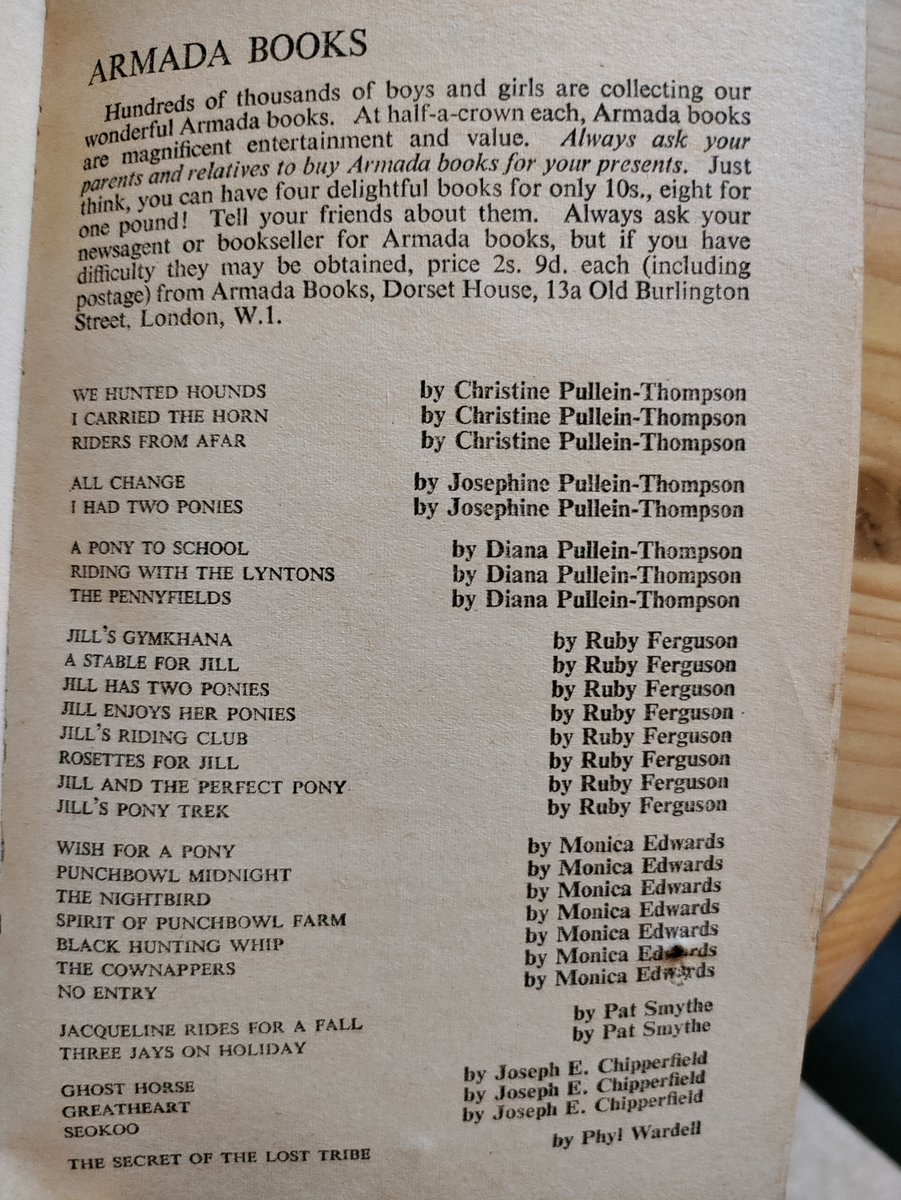 ARMADA BOOKS
Hundreds of thousands of boys and girls are collecting our
wonderful Armada books. At half-a-crown each, Armada books
are magnificent entertainment and value. Always ask your
parents and relatives to buy Armada books for your presents. Just
think, you can have four delightful books for only 10s., eight for
one pound! Tell your friends about them. Always ask your
newsagent or bookseller for Armada books, but if you have
difficulty they may be obtained, price 2s. 9d. each (including
postage) from Armada Books, Dorset House, 13a Old Burlington
Street, London, W.1.
WE HUNTED HOUNDS by Christine Pullein-Thompson
I CARRIED THE HORN by Christine Pullein-Thompson
RIDERS FROM AFAR by Christine Pullein-Thompson
ALL CHANGE by Josephine Pullein-Thompson
I HAD TWO PONIES by Josephine Pullein-Thompson
A PONY TO SCHOOL by Diana Pullein-Thompson
RIDING WITH THE LYNTONS by Diana Pullein-Thompson
THE PENNYFIELDS by Diana Pullein-Thompson
JILL'S GYMKHANA by Ruby Ferguson
A STABLE FOR JILL by Ruby Ferguson
JILL HAS TWO PONIES by Ruby Ferguson
JILL ENJOYS HER PONIES by Ruby Ferguson
JILL'S RIDING CLUB by Ruby Ferguson
ROSETTES FOR JILL by Ruby Ferguson
JILL AND THE PERFECT PONY by Ruby Ferguson
JILL'S PONY TREK by Ruby Ferguson
WISH FOR A PONY by Monica Edwards
PUNCHBOWL MIDNIGHT by Monica Edwards
THE NIGHTBIRD by Monica Edwards
SPIRIT OF PUNCHBOWL FARM by Monica Edwards
BLACK HUNTING WHIP by Monica Edwards
THE COWNAPPERS by Monica Edwards
NO ENTRY by Monica Edwards
JACQUELINE RIDES FOR A FALL by Pat Smythe
THREE JAYS ON HOLIDAY by Pat Smythe
GHOST HORSE by Joseph E. Chipperfield
GREATHEART by Joseph E. Chipperfield
SEOKOO by Joseph E. Chipperfield
THE SECRET OF THE LOST TRIBE by Phyl Wardell